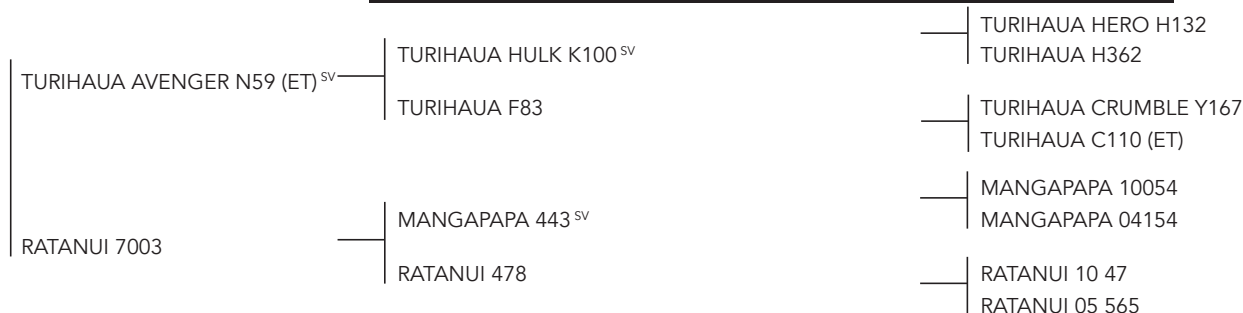 TURIHAUA AVENGER N59 (ET) SV
RATANUI 7003
TURIHAUA HULK K100 SV
TURIHAUA F83
MANGAPAPA 443 SV
RATANUI 478
TURIHAUA HERO H132
TURIHAUA H362
TURIHAUA CRUMBLE Y167
TURIHAUA C110 (ET)
MANGAPAPA 10054
MANGAPAPA 04154
RATANUI 10 47
RATANUI 05 565